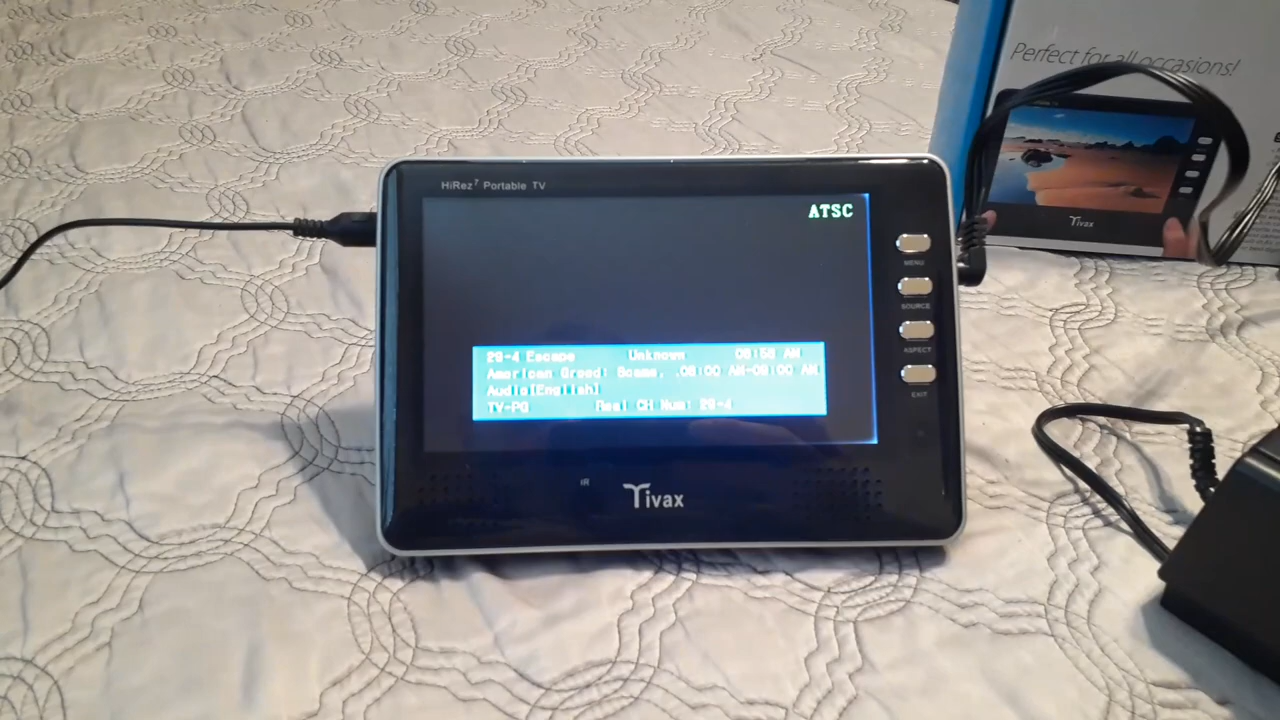 Perfect for all occasions!
HiRez7 Portable TV
ATSC
29-4 Escape Unknown 08:56 AM
American Greed: Scams, .08:00 AM-09:00 AM
Audio[English]
TV-PG Real CH Num: 29-4
MENU
SOURCE
ASPECT
EXIT
IR
Tivax
Tivax